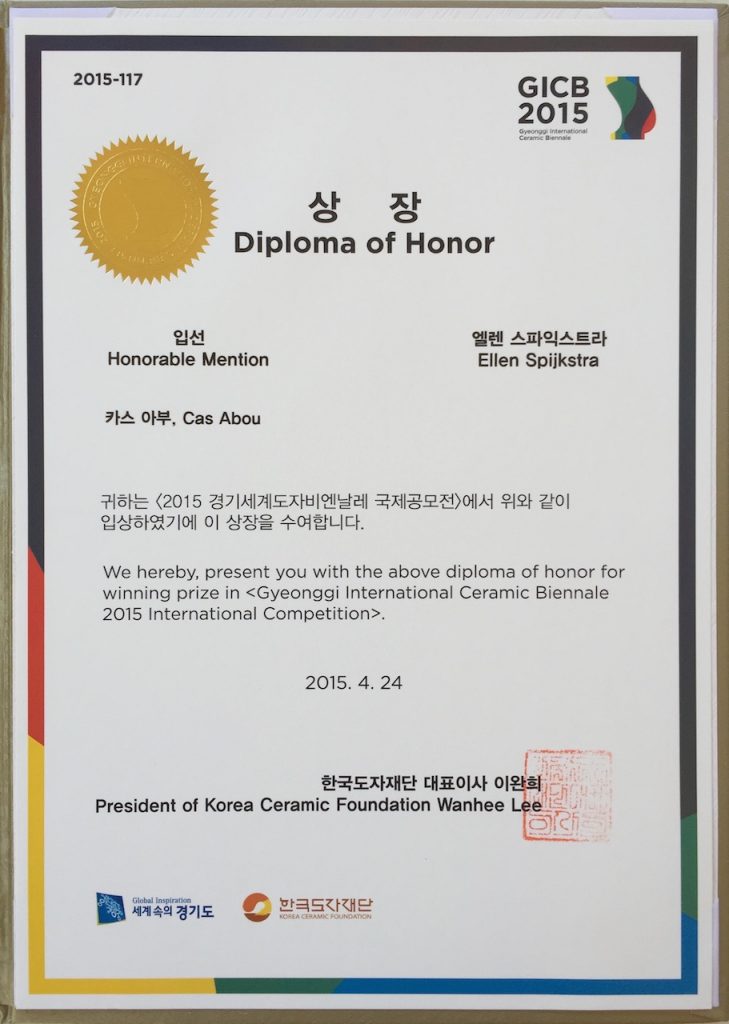 2015-117
GICB
2015
Gyeonggi International
Ceramic Biennale
상 장
Diploma of Honor
입선
Honorable Mention
엘렌 스파익스트라
Ellen Spijkstra
카스 아부, Cas Abou
귀하는 〈2015 경기세계도자비엔날레 국제공모전〉에서 위와 같이
입상하였기에 이 상장을 수여합니다.
We hereby, present you with the above diploma of honor for
winning prize in <Gyeonggi International Ceramic Biennale
2015 International Competition>.
2015. 4. 24
한국도자재단 대표이사 이완희
President of Korea Ceramic Foundation Wanhee Lee
Global Inspiration
세계 속의 경기도
한국도자재단
KOREA CERAMIC FOUNDATION